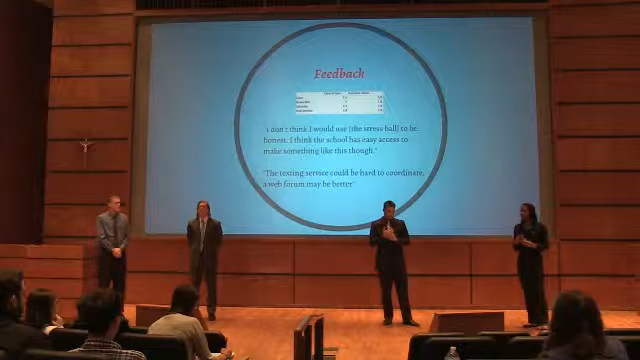 Feedback
"I don't think I would use [the stress ball] to be
honest. I think the school has easy access to
make something like this though."
"The texting service could be hard to coordinate,
a web forum may be better"